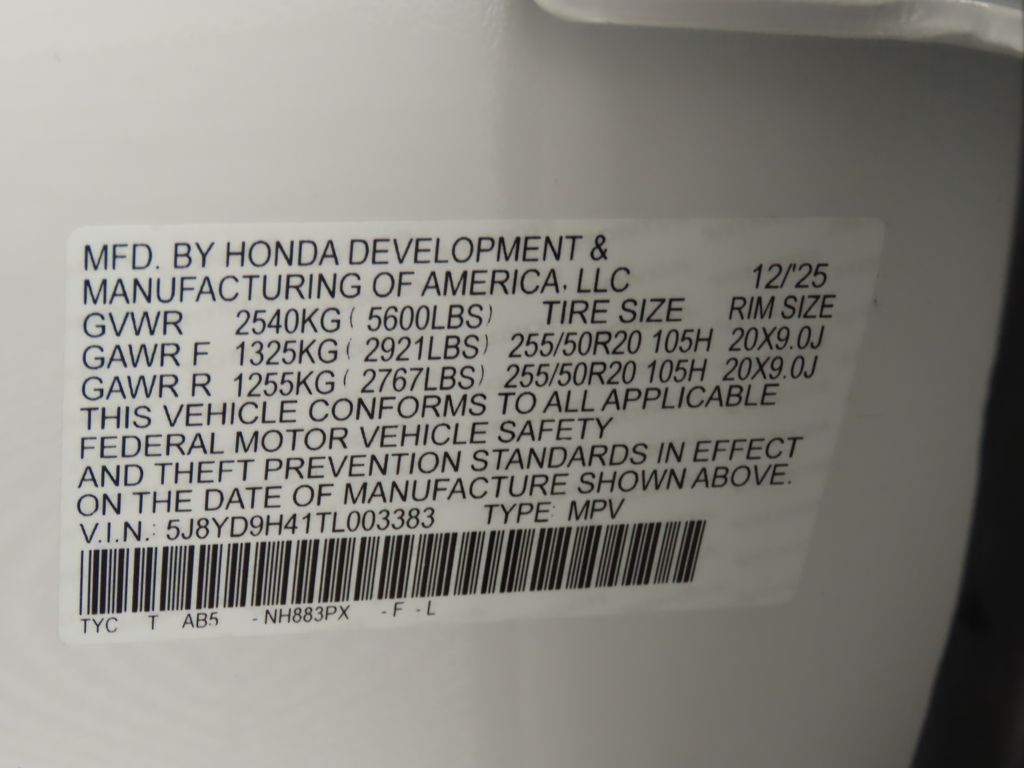 MFD. BY HONDA DEVELOPMENT &
MANUFACTURING OF AMERICA, LLC 12/'25
GVWR 2540KG ( 5600LBS) TIRE SIZE RIM SIZE
GAWR F 1325KG ( 2921LBS) 255/50R20 105H 20X9.0J
GAWR R 1255KG ( 2767LBS) 255/50R20 105H 20X9.0J
THIS VEHICLE CONFORMS TO ALL APPLICABLE
FEDERAL MOTOR VEHICLE SAFETY
AND THEFT PREVENTION STANDARDS IN EFFECT
ON THE DATE OF MANUFACTURE SHOWN ABOVE.
V.I.N.: 5J8YD9H41TL003383 TYPE: MPV
TYC T AB5 - NH883PX - F - L